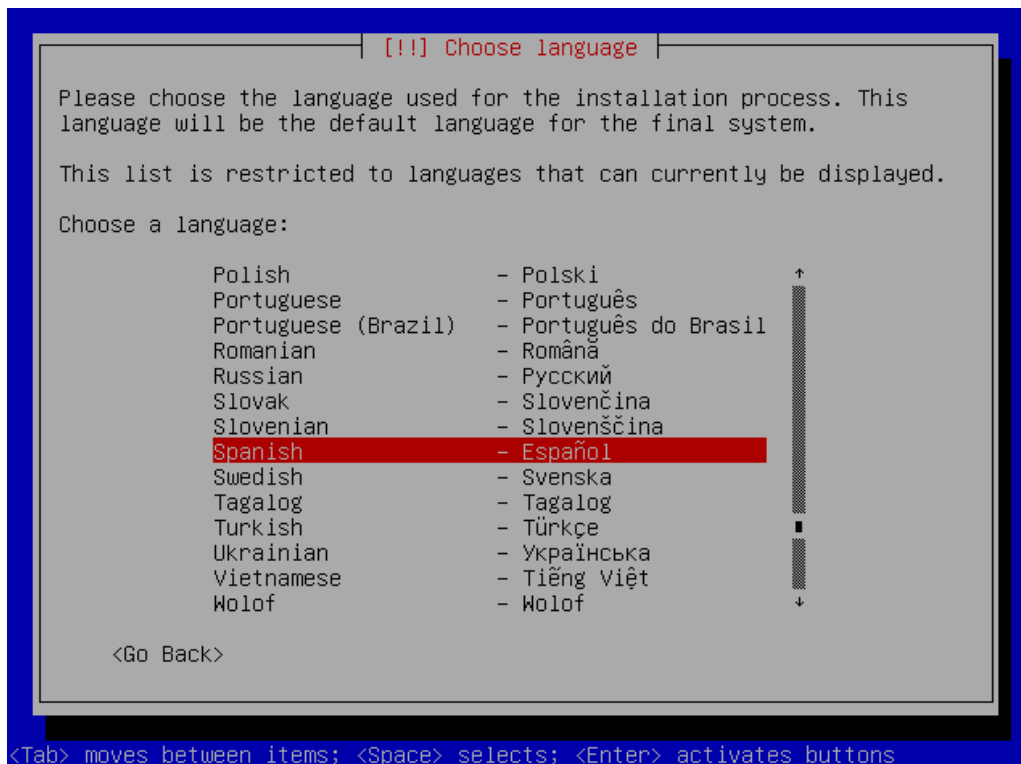 [!!] Choose language
Please choose the language used for the installation process. This
language will be the default language for the final system.
This list is restricted to languages that can currently be displayed.
Choose a language:
Polish - Polski
Portuguese - Português
Portuguese (Brazil) - Português do Brasil
Romanian - Română
Russian - Русский
Slovak - Slovenčina
Slovenian - Slovenščina
Spanish - Español
Swedish - Svenska
Tagalog - Tagalog
Turkish - Türkçe
Ukrainian - Українська
Vietnamese - Tiếng Việt
Wolof - Wolof
<Go Back>
<Tab> moves between items; <Space> selects; <Enter> activates buttons